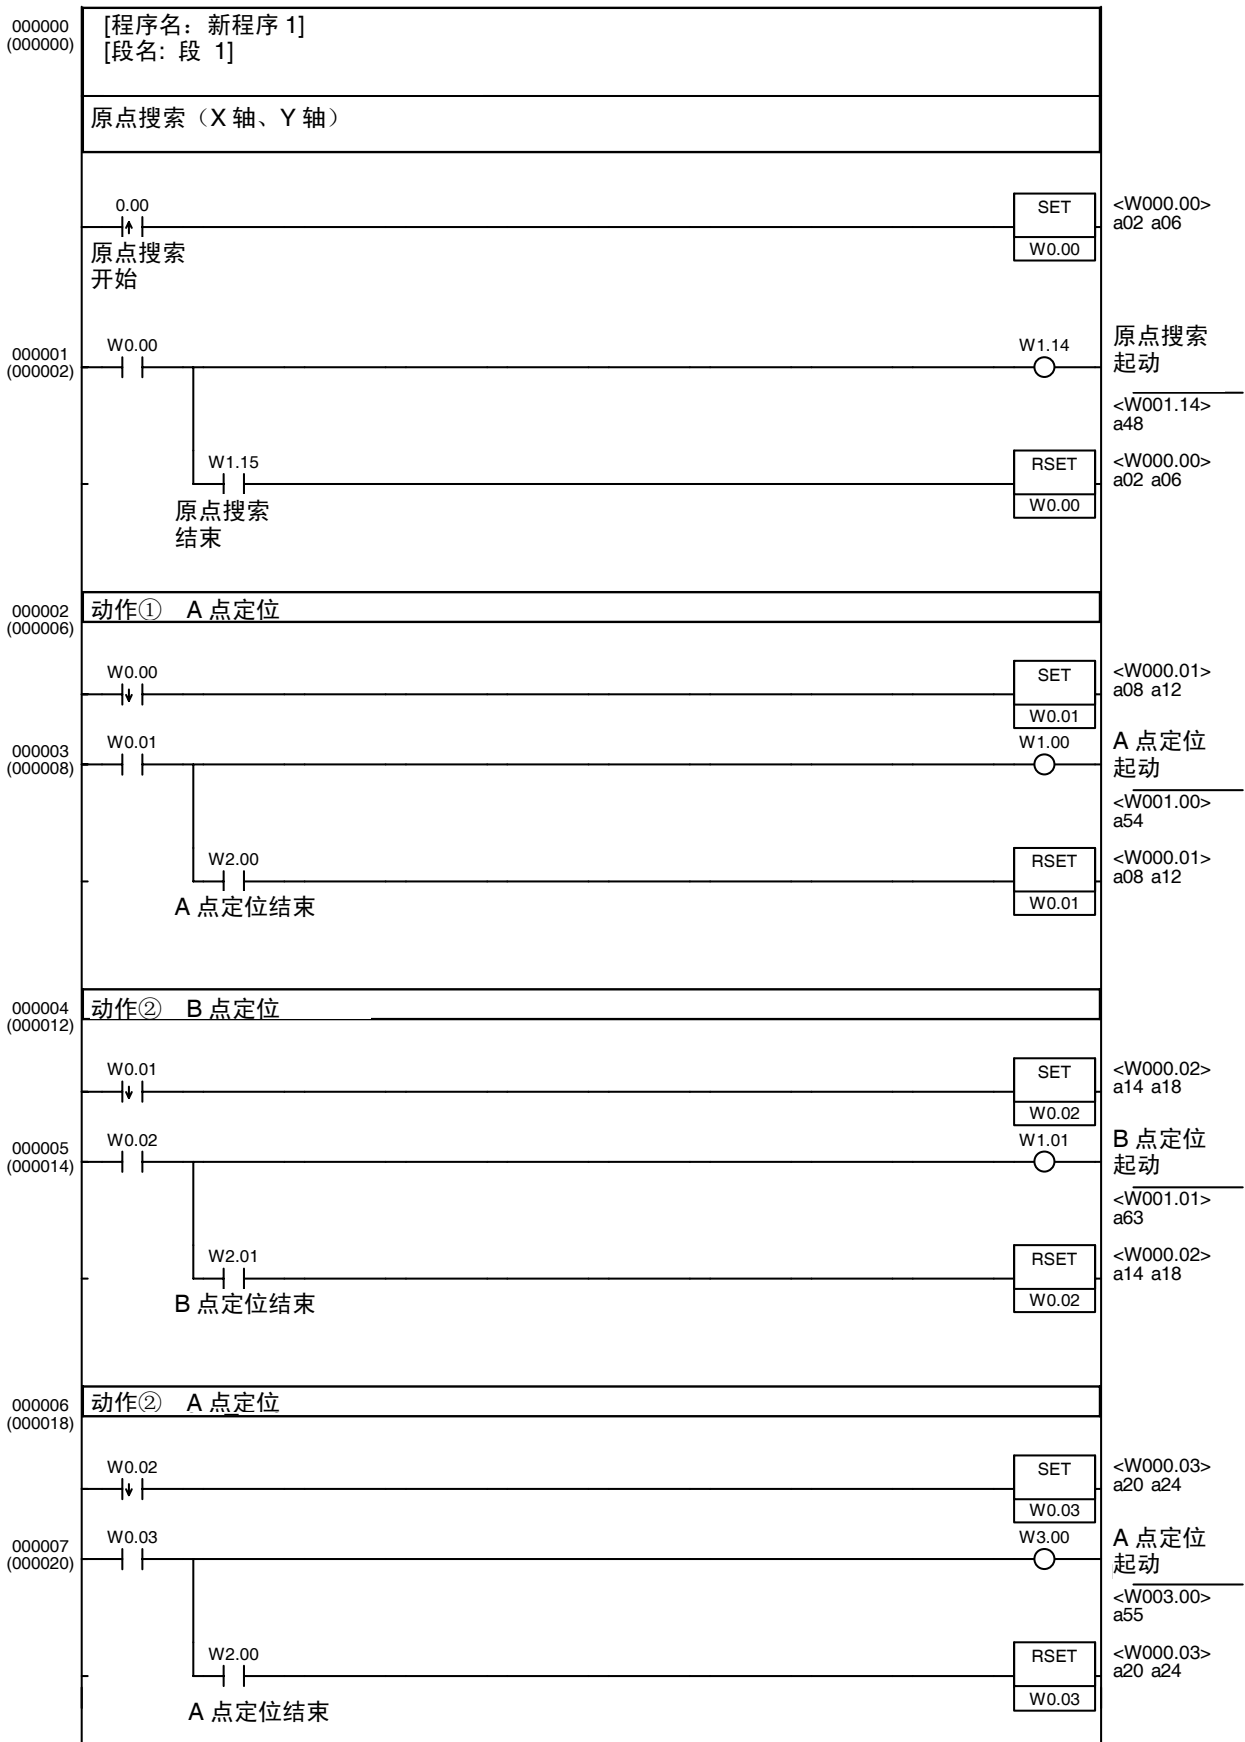 000000
(000000)
[程序名：新程序 1]
[段名: 段 1]
原点搜索（X 轴、Y 轴）
0.00
原点搜索
开始
SET
W0.00
<W000.00>
a02 a06
000001
(000002)
W0.00
W1.14
原点搜索
起动
<W001.14>
a48
W1.15
原点搜索
结束
RSET
W0.00
<W000.00>
a02 a06
000002
(000006)
动作① A 点定位
W0.00
SET
W0.01
<W000.01>
a08 a12
000003
(000008)
W0.01
W1.00
A 点定位
起动
<W001.00>
a54
W2.00
A 点定位结束
RSET
W0.01
<W000.01>
a08 a12
000004
(000012)
动作② B 点定位
W0.01
SET
W0.02
<W000.02>
a14 a18
000005
(000014)
W0.02
W1.01
B 点定位
起动
<W001.01>
a63
W2.01
B 点定位结束
RSET
W0.02
<W000.02>
a14 a18
000006
(000018)
动作② A 点定位
W0.02
SET
W0.03
<W000.03>
a20 a24
000007
(000020)
W0.03
W3.00
A 点定位
起动
<W003.00>
a55
W2.00
A 点定位结束
RSET
W0.03
<W000.03>
a20 a24